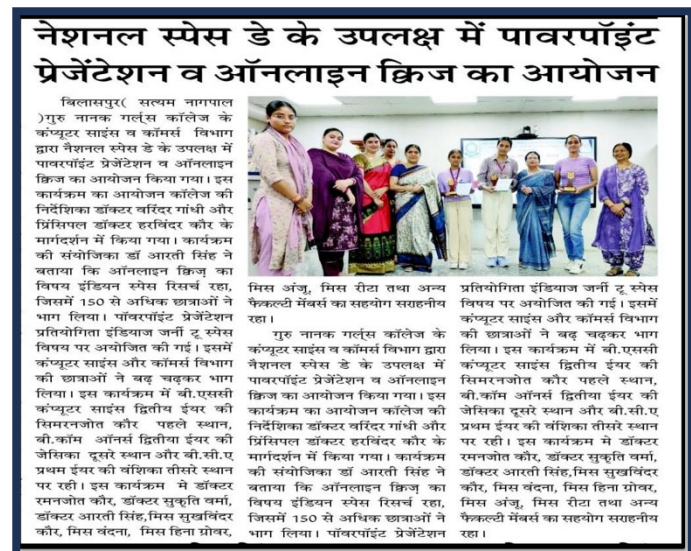 नेशनल स्पेस डे के उपलक्ष में पावरपॉइंट
प्रेजेंटेशन व ऑनलाइन क्विज का आयोजन
बिलासपुर( सत्यम नागपाल
)गुरु नानक गर्ल्स कॉलेज के
कंप्यूटर साइंस व कॉमर्स विभाग
द्वारा नैशनल स्पेस डे के उपलक्ष में
पावरपॉइंट प्रेजेंटेशन व ऑनलाइन
क्विज का आयोजन किया गया। इस
कार्यक्रम का आयोजन कॉलेज की
निर्देशिका डॉक्टर वरिंदर गांधी और
प्रिंसिपल डॉक्टर हरविंदर कौर के
मार्गदर्शन में किया गया। कार्यक्रम
की संयोजिका डॉ आरती सिंह ने
बताया कि ऑनलाइन क्विज् का
विषय इंडियन स्पेस रिसर्च रहा,
जिसमें 150 से अधिक छात्राओं ने
भाग लिया। पॉवरपॉइंट प्रेजेंटेशन
प्रतियोगिता इंडियाज जर्नी टू स्पेस
विषय पर अयोजित की गई। इसमें
कंप्यूटर साइंस और कॉमर्स विभाग
की छात्राओं ने बढ़ चढ़कर भाग
लिया। इस कार्यक्रम में बी.एससी
कंप्यूटर साइंस द्वितीय ईयर की
सिमरनजोत कौर पहले स्थान,
बी.कॉम ऑनर्स द्वितीया ईयर की
जेसिका दूसरे स्थान और बी.सी.ए
प्रथम ईयर की वंशिका तीसरे स्थान
पर रही। इस कार्यक्रम मे डॉक्टर
रमनजोत कौर, डॉक्टर सुकृति वर्मा,
डॉक्टर आरती सिंह,मिस सुखविंदर
कौर, मिस वंदना, मिस हिना ग्रोवर,
मिस अंजू, मिस रीटा तथा अन्य
फैकल्टी मेंबर्स का सहयोग सराहनीय
रहा।
गुरु नानक गर्ल्स कॉलेज के
कंप्यूटर साइंस व कॉमर्स विभाग द्वारा
नैशनल स्पेस डे के उपलक्ष में
पावरपॉइंट प्रेजेंटेशन व ऑनलाइन
क्विज का आयोजन किया गया। इस
कार्यक्रम का आयोजन कॉलेज की
निर्देशिका डॉक्टर वरिंदर गांधी और
प्रिंसिपल डॉक्टर हरविंदर कौर के
मार्गदर्शन में किया गया। कार्यक्रम
की संयोजिका डॉ आरती सिंह ने
बताया कि ऑनलाइन क्विज् का
विषय इंडियन स्पेस रिसर्च रहा,
जिसमें 150 से अधिक छात्राओं ने
भाग लिया। पॉवरपॉइंट प्रेजेंटेशन
प्रतियोगिता इंडियाज जर्नी टू स्पेस
विषय पर अयोजित की गई। इसमें
कंप्यूटर साइंस और कॉमर्स विभाग
की छात्राओं ने बढ़ चढ़कर भाग
लिया। इस कार्यक्रम में बी.एससी
कंप्यूटर साइंस द्वितीय ईयर की
सिमरनजोत कौर पहले स्थान,
बी.कॉम ऑनर्स द्वितीया ईयर की
जेसिका दूसरे स्थान और बी.सी.ए
प्रथम ईयर की वंशिका तीसरे स्थान
पर रही। इस कार्यक्रम मे डॉक्टर
रमनजोत कौर, डॉक्टर सुकृति वर्मा,
डॉक्टर आरती सिंह,मिस सुखविंदर
कौर, मिस वंदना, मिस हिना ग्रोवर,
मिस अंजू, मिस रीटा तथा अन्य
फैकल्टी मेंबर्स का सहयोग सराहनीय
रहा।